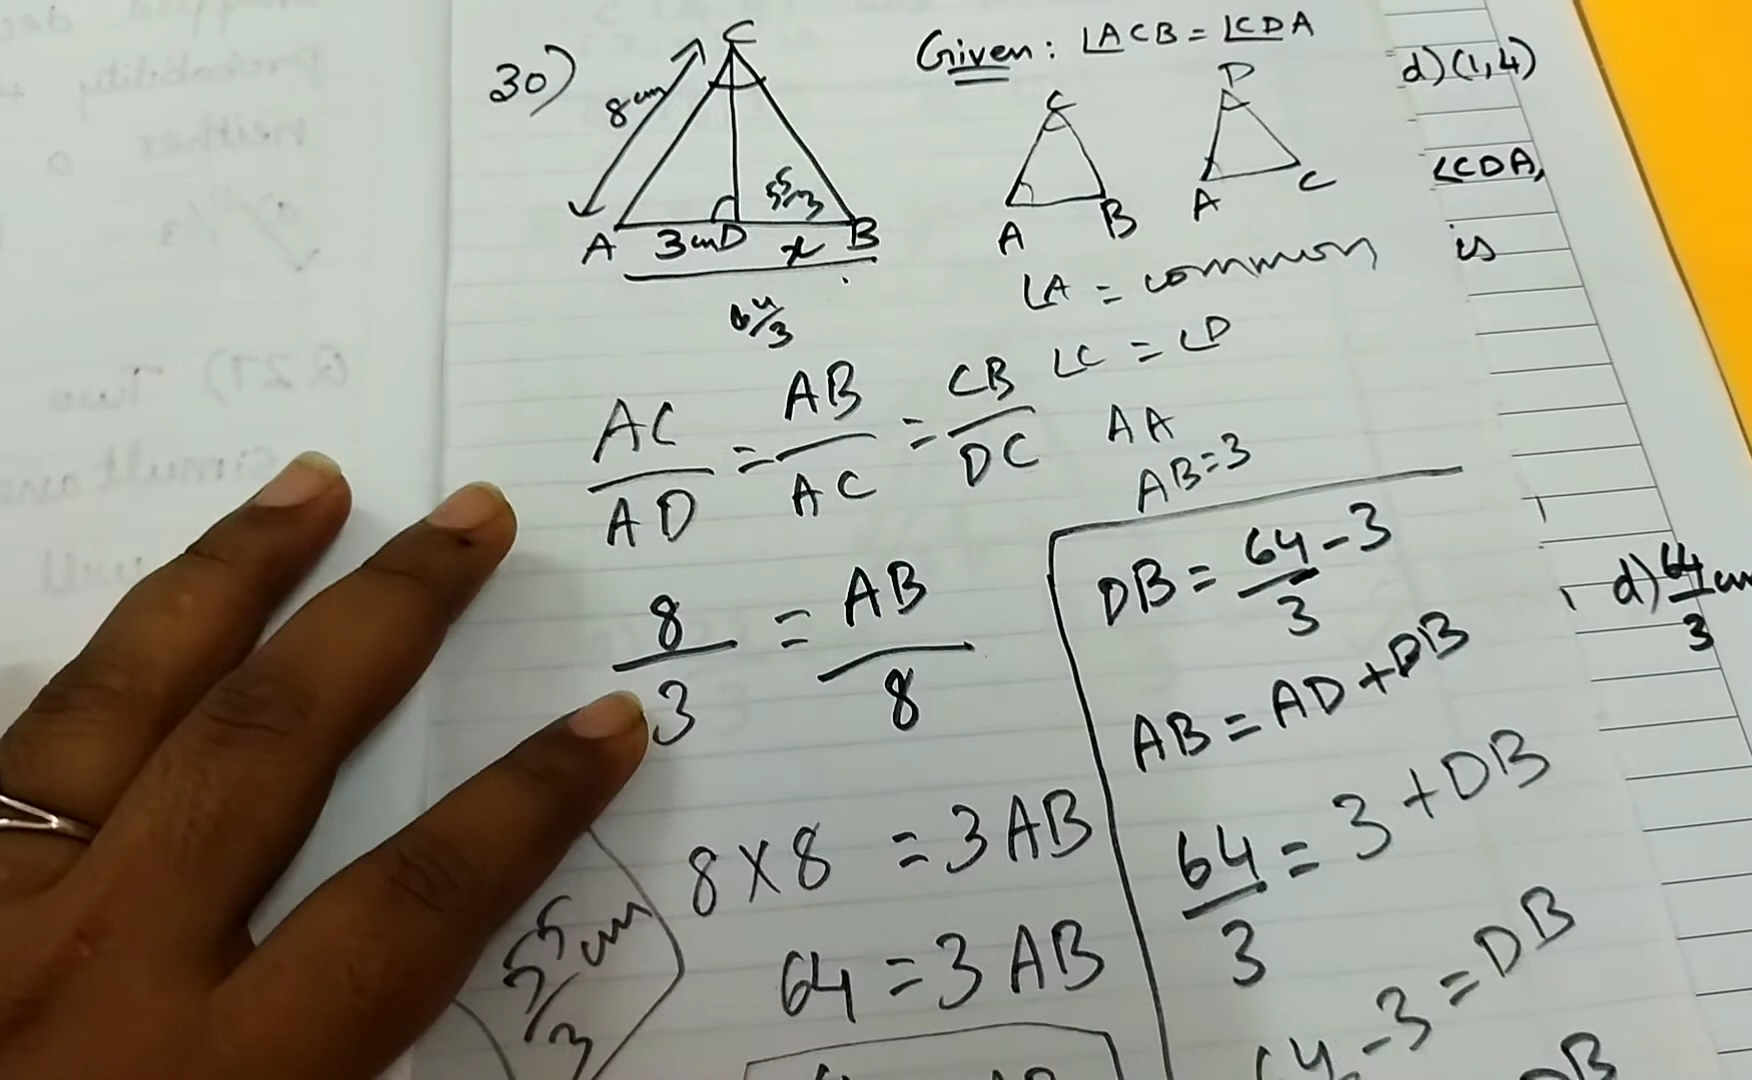 30)
C
8cm
A 3cm D x B
55/3
64/3
Given: ∠ACB = ∠CDA
C
A B
D
A C
∠A = common
∠C = ∠D
AA
AB=3
AC/AD = AB/AC = CB/DC
8/3 = AB/8
8×8 = 3AB
64 = 3AB
55/3 cm
DB = 64/3 - 3
AB = AD+DB
64/3 = 3+DB
-3 = DB
d) (1,4)
∠CDA,
is
d) 64/3 cm